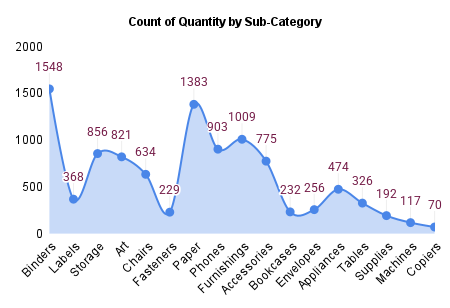 Count of Quantity by Sub-Category
2000
1500
1000
500
0
1548
368
856
821
634
229
1383
903
1009
775
232
256
474
326
192
117
70
Binders
Labels
Storage
Art
Chairs
Fasteners
Paper
Phones
Furnishings
Accessories
Bookcases
Envelopes
Appliances
Tables
Supplies
Machines
Copiers